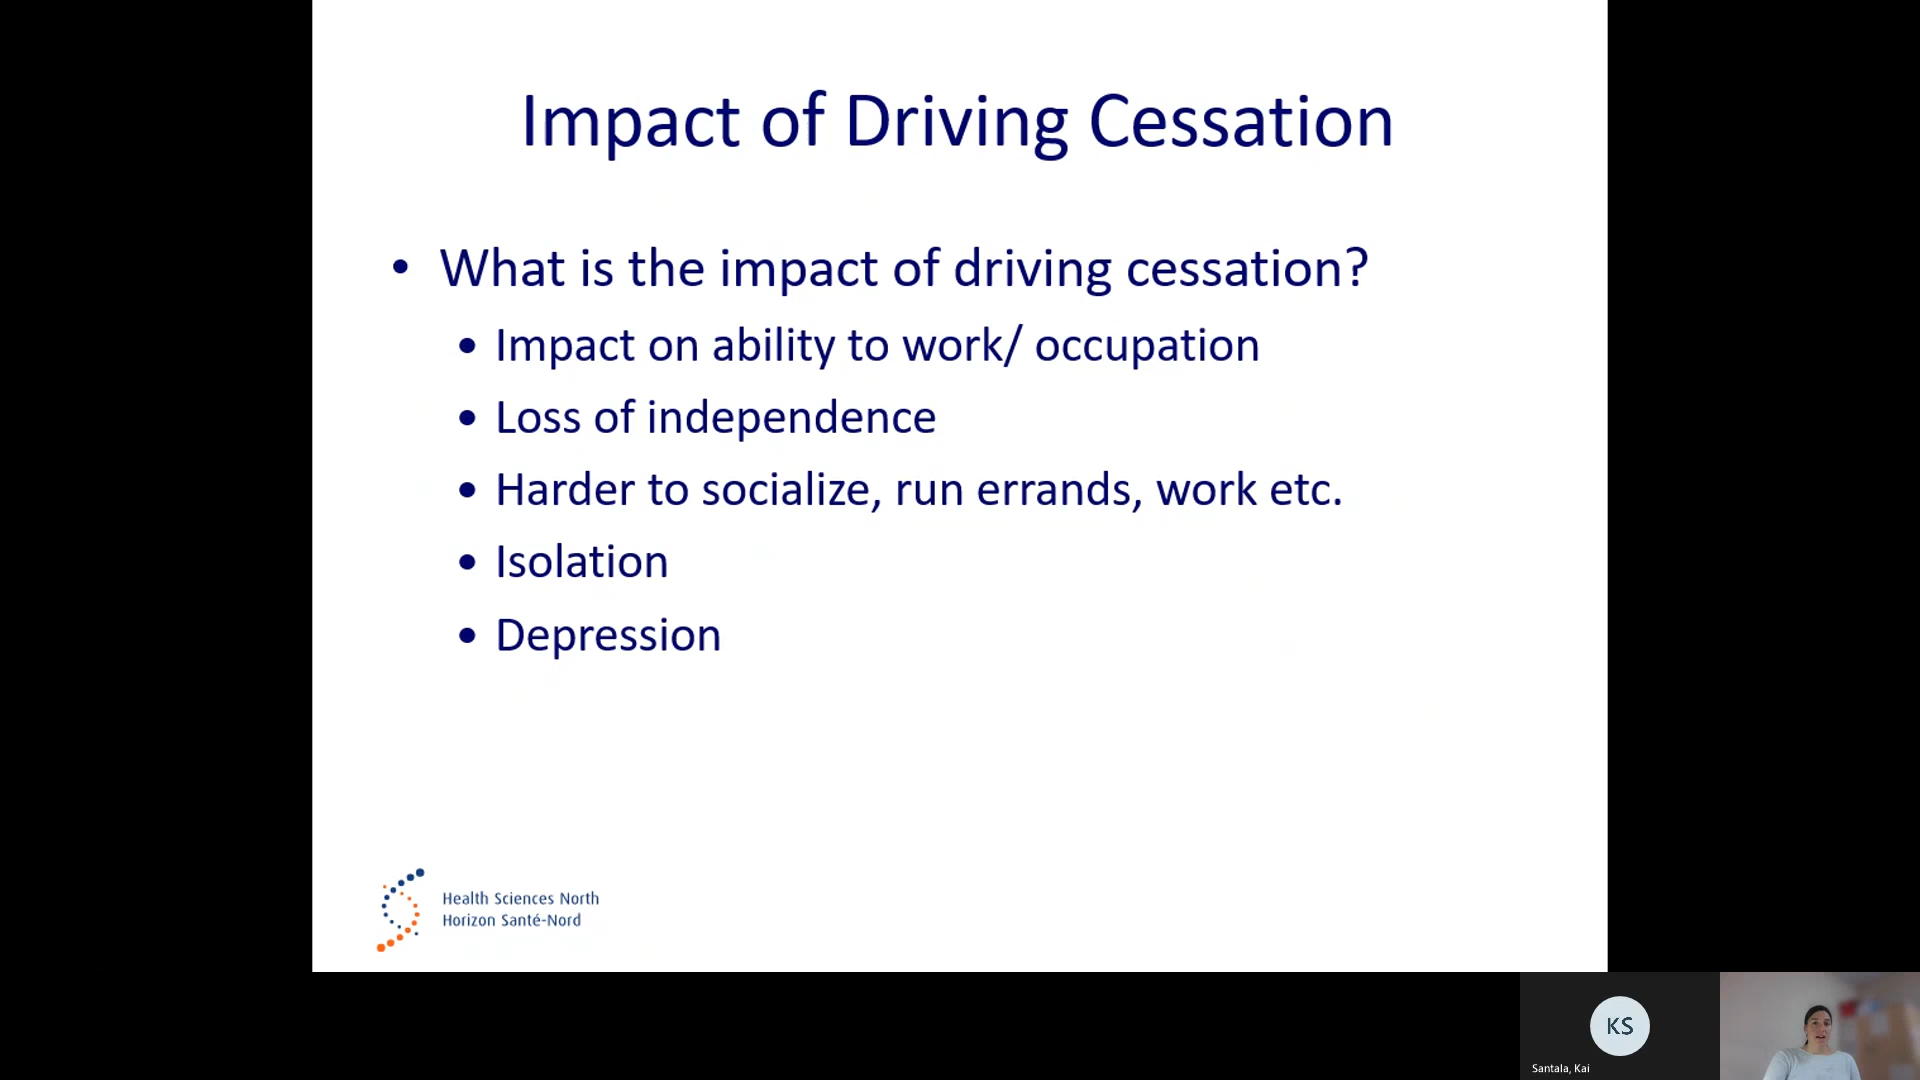 Impact of Driving Cessation
• What is the impact of driving cessation?
• Impact on ability to work/ occupation
• Loss of independence
• Harder to socialize, run errands, work etc.
• Isolation
• Depression
Health Sciences North
Horizon Santé-Nord
KS
Santala, Kai